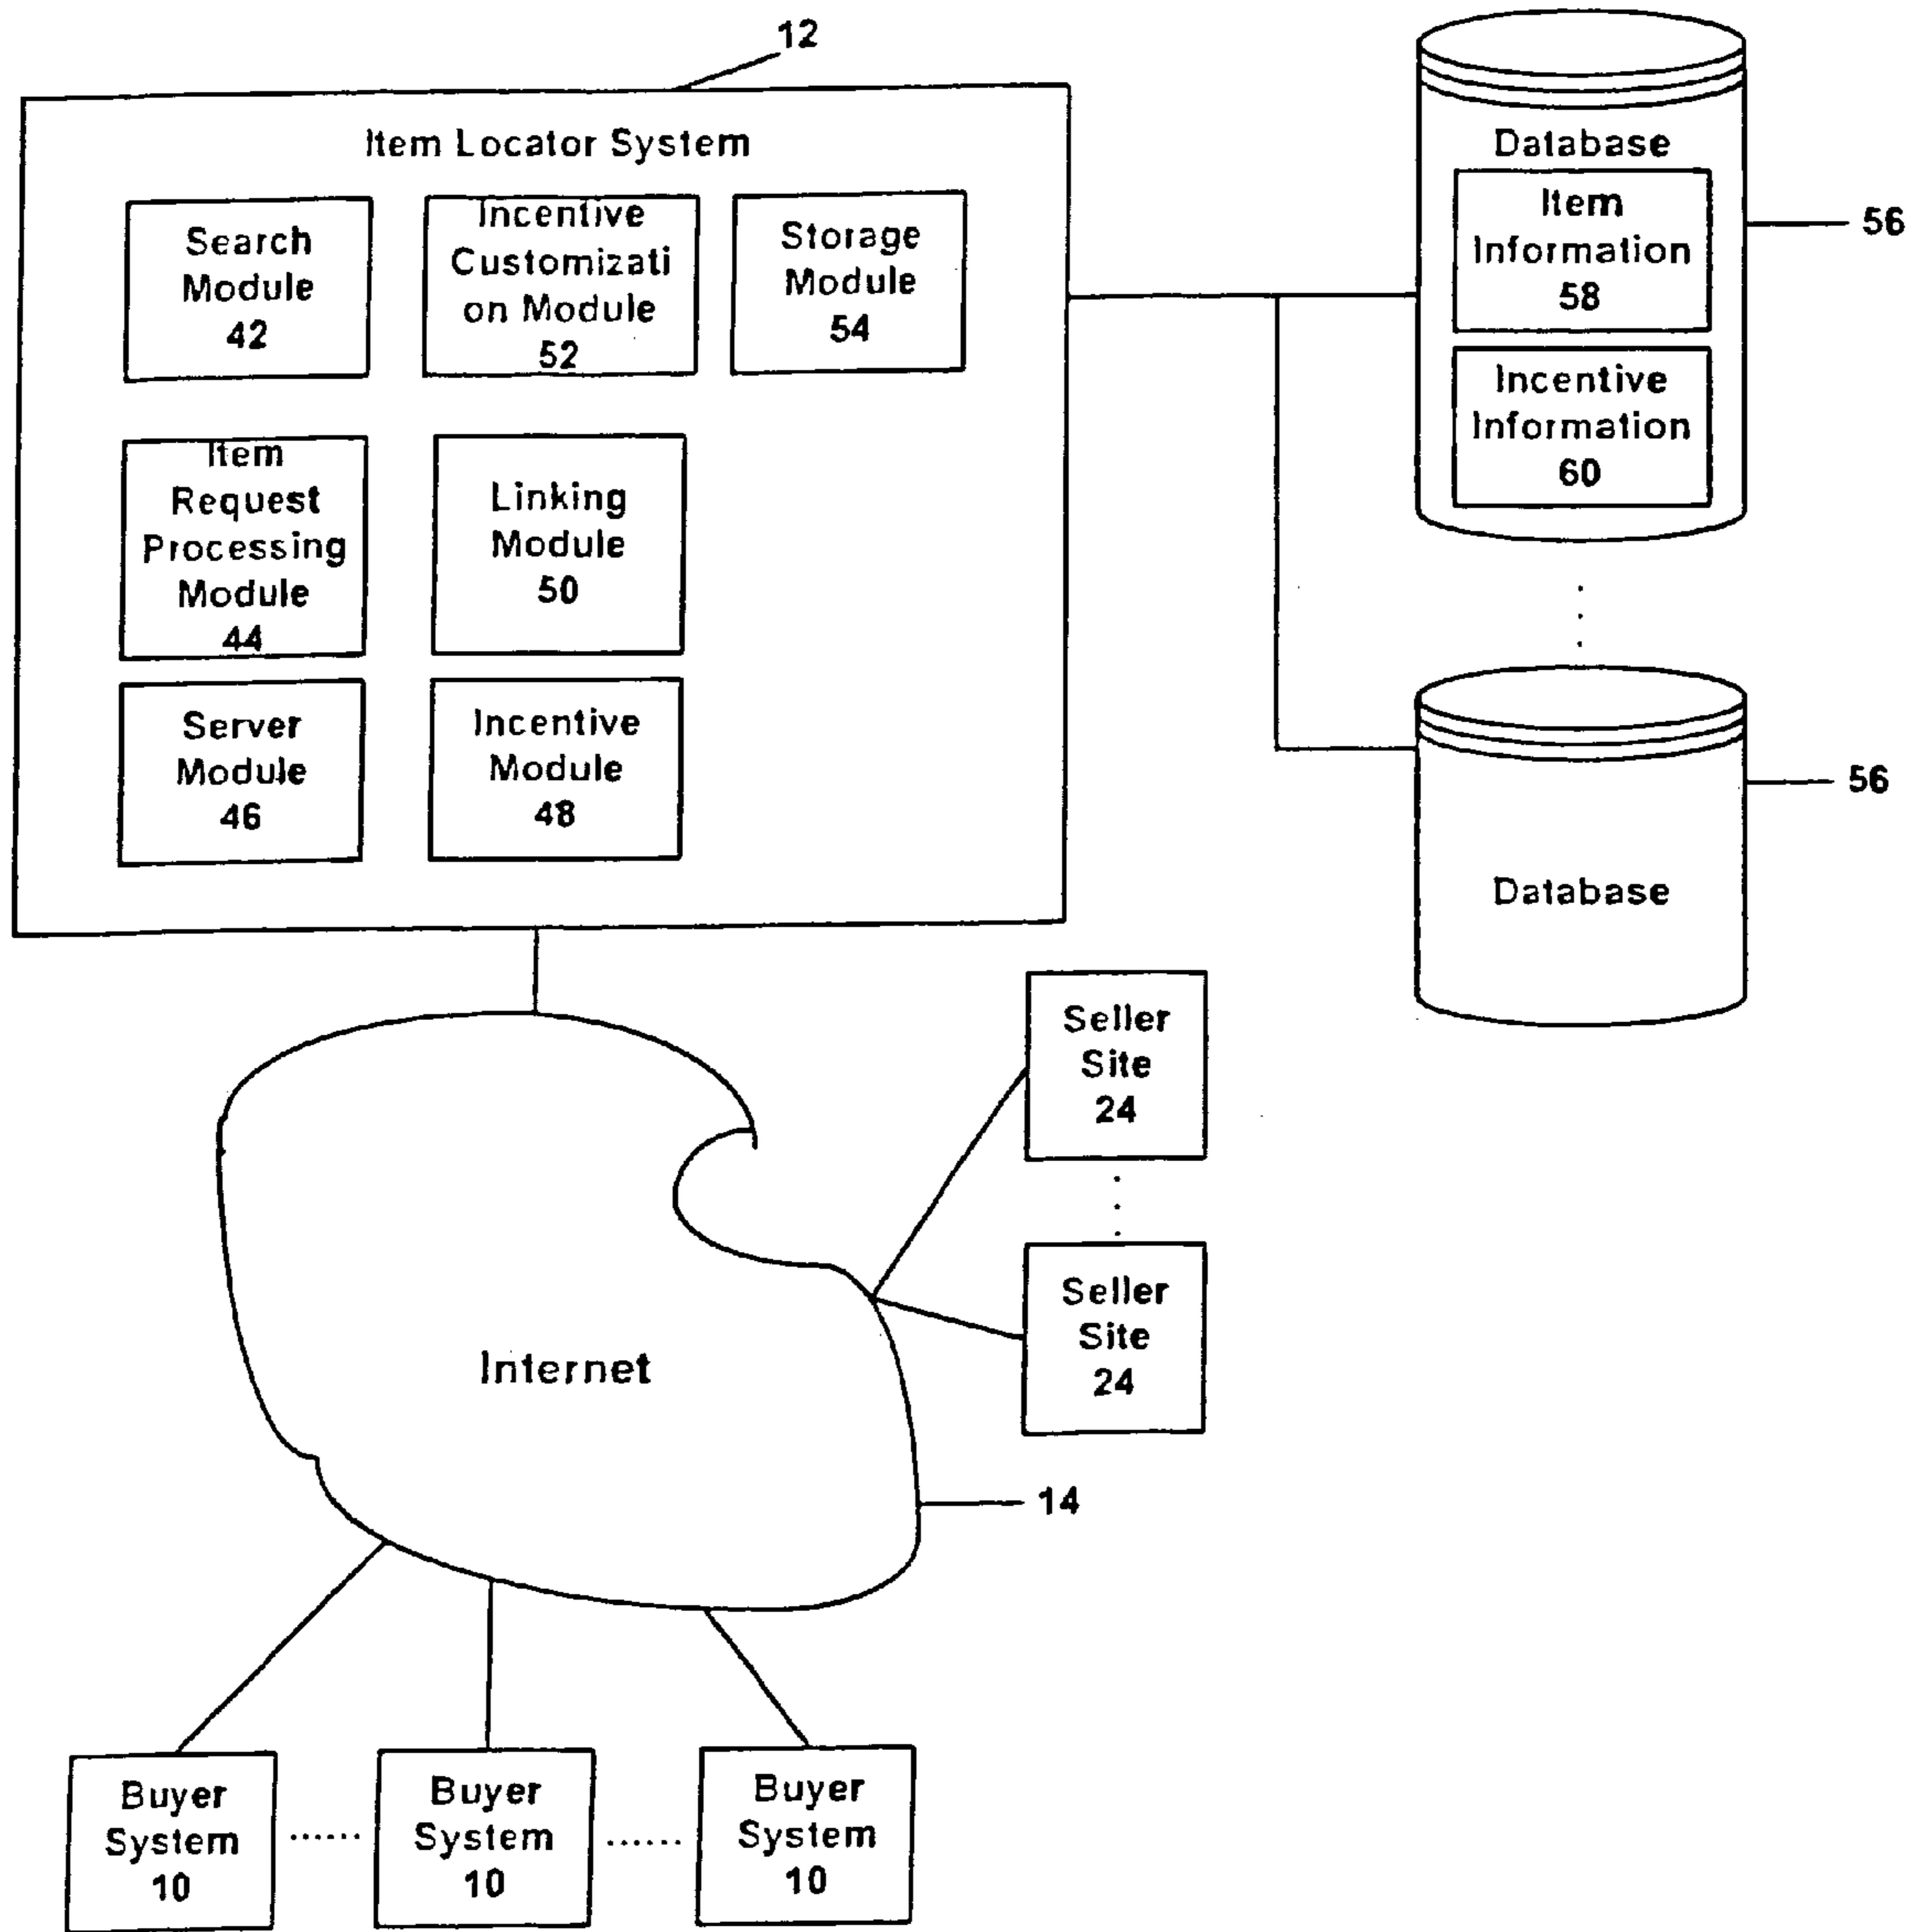 12
Item Locator System
Search
Module
42
Incentive
Customizati
on Module
52
Storage
Module
54
Item
Request
Processing
Module
44
Linking
Module
50
Server
Module
46
Incentive
Module
48
Database
Item
Information
58
Incentive
Information
60
56
Database
56
Seller
Site
24
Seller
Site
24
Internet
14
Buyer
System
10
Buyer
System
10
Buyer
System
10